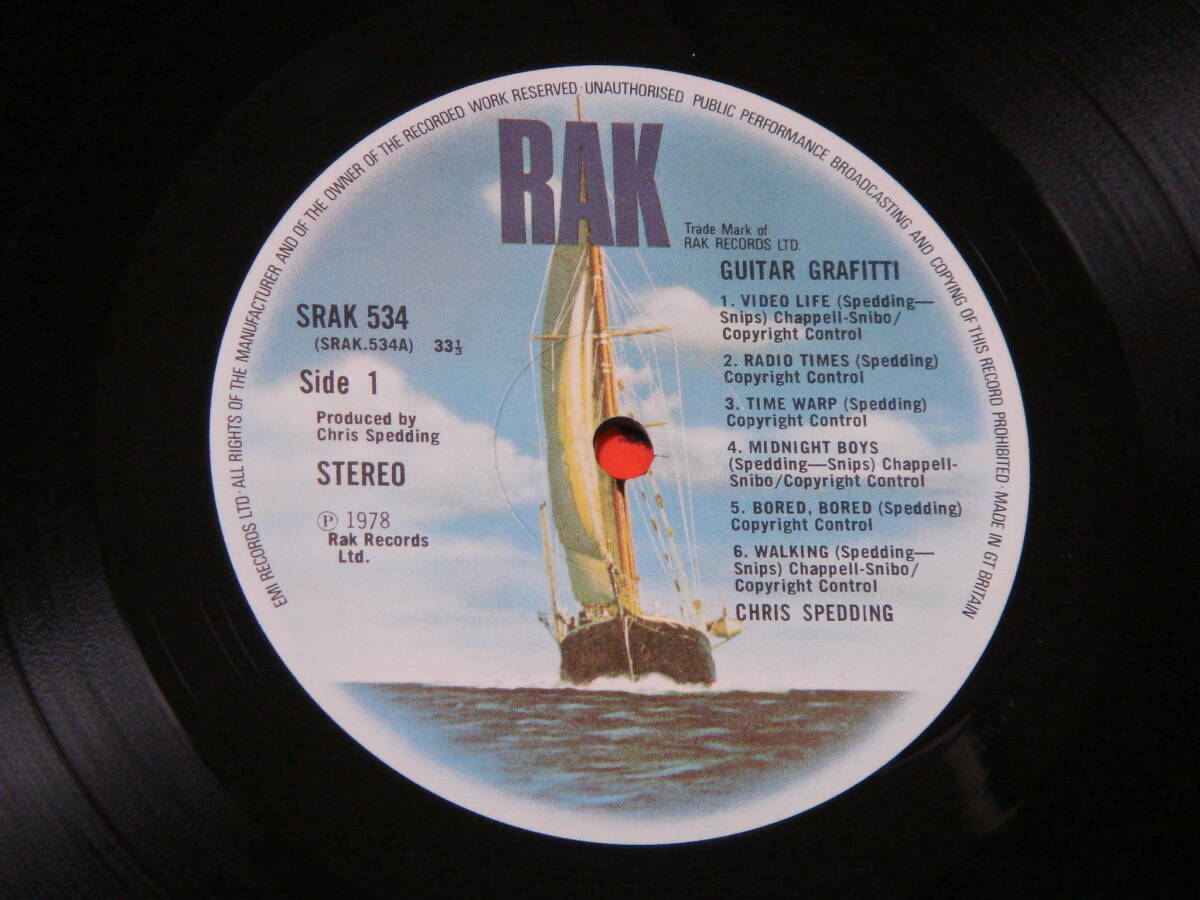 EMI RECORDS LTD · ALL RIGHTS OF THE MANUFACTURER AND OF THE OWNER OF THE RECORDED WORK RESERVED · UNAUTHORISED PUBLIC PERFORMANCE BROADCASTING AND COPYING OF THIS RECORD PROHIBITED · MADE IN GT BRITAIN
RAK
Trade Mark of
RAK RECORDS LTD.
SRAK 534
(SRAK.534A) 33⅓
Side 1
Produced by
Chris Spedding
STEREO
Ⓟ 1978
Rak Records
Ltd.
GUITAR GRAFITTI
1. VIDEO LIFE (Spedding—
Snips) Chappell-Snibo/
Copyright Control
2. RADIO TIMES (Spedding)
Copyright Control
3. TIME WARP (Spedding)
Copyright Control
4. MIDNIGHT BOYS
(Spedding—Snips) Chappell-
Snibo/Copyright Control
5. BORED, BORED (Spedding)
Copyright Control
6. WALKING (Spedding—
Snips) Chappell-Snibo/
Copyright Control
CHRIS SPEDDING